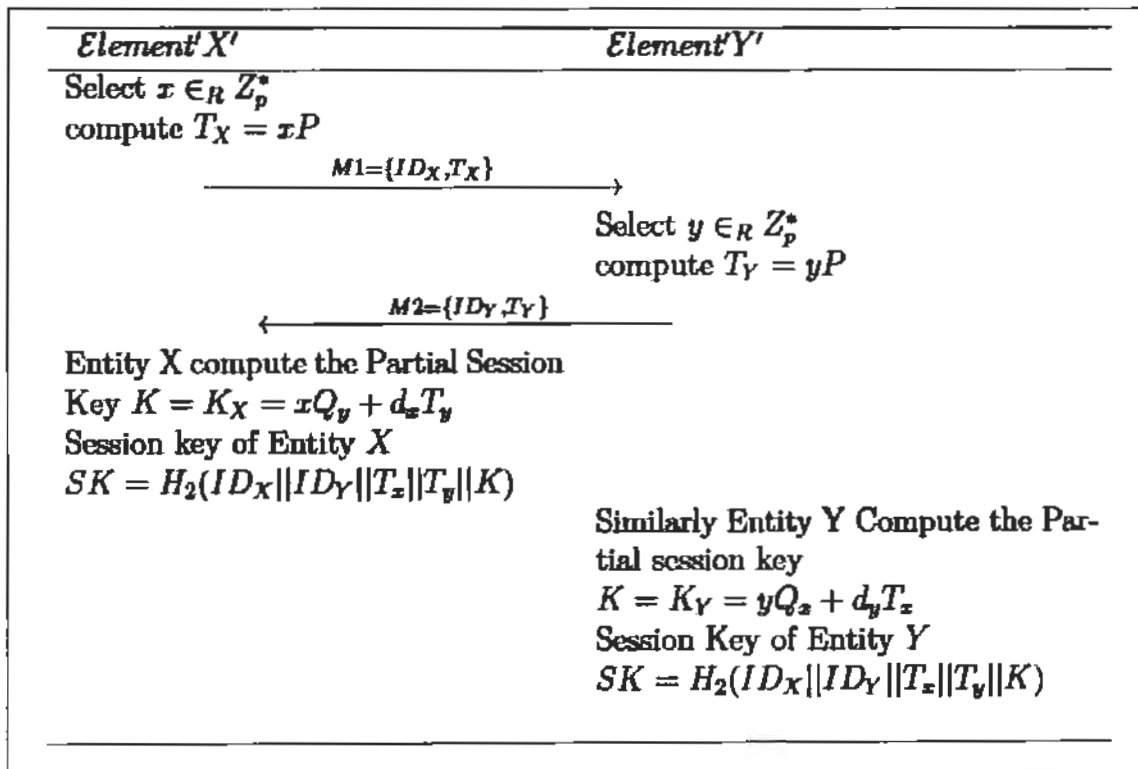 Element'X' Element'Y'
Select x ∈_R Z_p^*
compute T_X = xP
M1={ID_X,T_X}
Select y ∈_R Z_p^*
compute T_Y = yP
M2={ID_Y,T_Y}
Entity X compute the Partial Session
Key K = K_X = xQ_y + d_xT_y
Session key of Entity X
SK = H_2(ID_X||ID_Y||T_x||T_y||K)
Similarly Entity Y Compute the Par-
tial session key
K = K_Y = yQ_x + d_yT_x
Session Key of Entity Y
SK = H_2(ID_X||ID_Y||T_x||T_y||K)